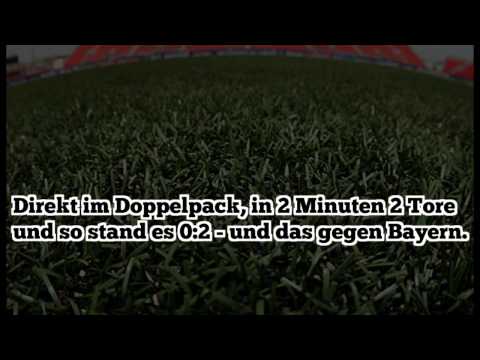 Direkt im Doppelpack, in 2 Minuten 2 Tore
und so stand es 0:2 - und das gegen Bayern.